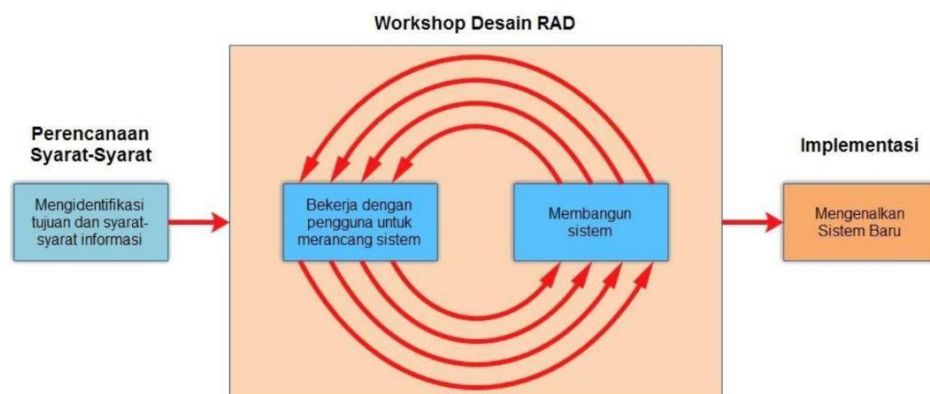 Workshop Desain RAD
Perencanaan
Syarat-Syarat
Mengidentifikasi
tujuan dan syarat-
syarat informasi
Bekerja dengan
pengguna untuk
merancang sistem
Membangun
sistem
Implementasi
Mengenalkan
Sistem Baru